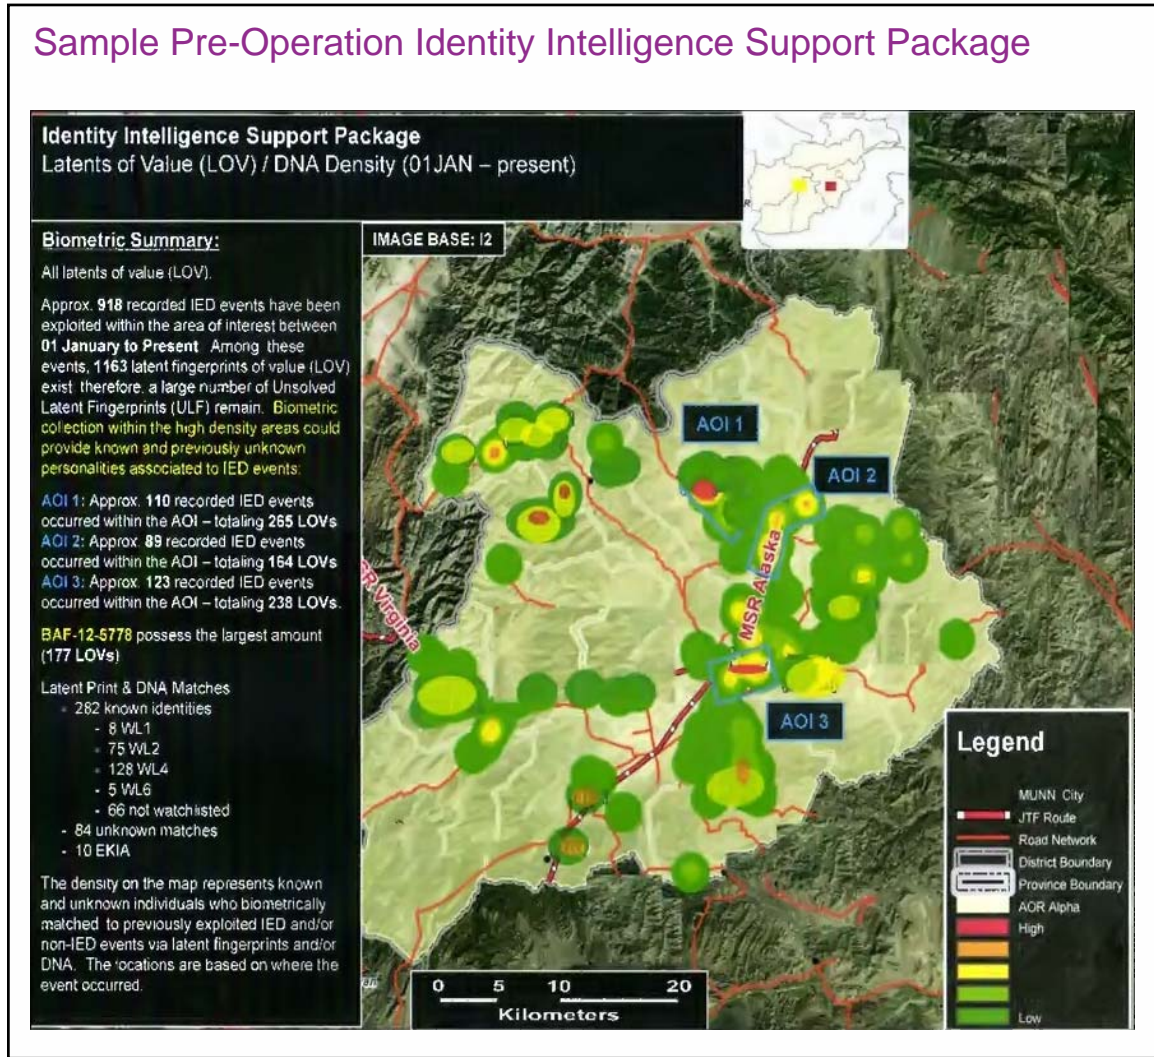 Sample Pre-Operation Identity Intelligence Support Package
Identity Intelligence Support Package
Latents of Value (LOV) / DNA Density (01JAN – present)
Biometric Summary:
All latents of value (LOV).
Approx. 918 recorded IED events have been
exploited within the area of interest between
01 January to Present Among these
events, 1163 latent fingerprints of value (LOV)
exist therefore, a large number of Unsolved
Latent Fingerprints (ULF) remain. Biometric
collection within the high density areas could
provide known and previously unknown
personalities associated to IED events:
AOI 1: Approx. 110 recorded IED events
occurred within the AOI – totaling 265 LOVs
AOI 2: Approx. 89 recorded IED events
occurred within the AOI – totaling 164 LOVs
AOI 3: Approx. 123 recorded IED events
occurred within the AOI – totaling 238 LOVs.
BAF-12-5778 possess the largest amount
(177 LOVs)
Latent Print & DNA Matches
- 282 known identities
- 8 WL1
- 75 WL2
- 128 WL4
- 5 WL6
- 66 not watchlisted
- 84 unknown matches
- 10 EKIA
The density on the map represents known
and unknown individuals who biometrically
matched to previously exploited IED and/or
non-IED events via latent fingerprints and/or
DNA. The locations are based on where the
event occurred.
IMAGE BASE: I2
AOI 1
AOI 2
MSR Alaska
SR Virginia
AOI 3
0 5 10 20
Kilometers
Legend
MUNN City
JTF Route
Road Network
District Boundary
Province Boundary
AOR Alpha
High
Low